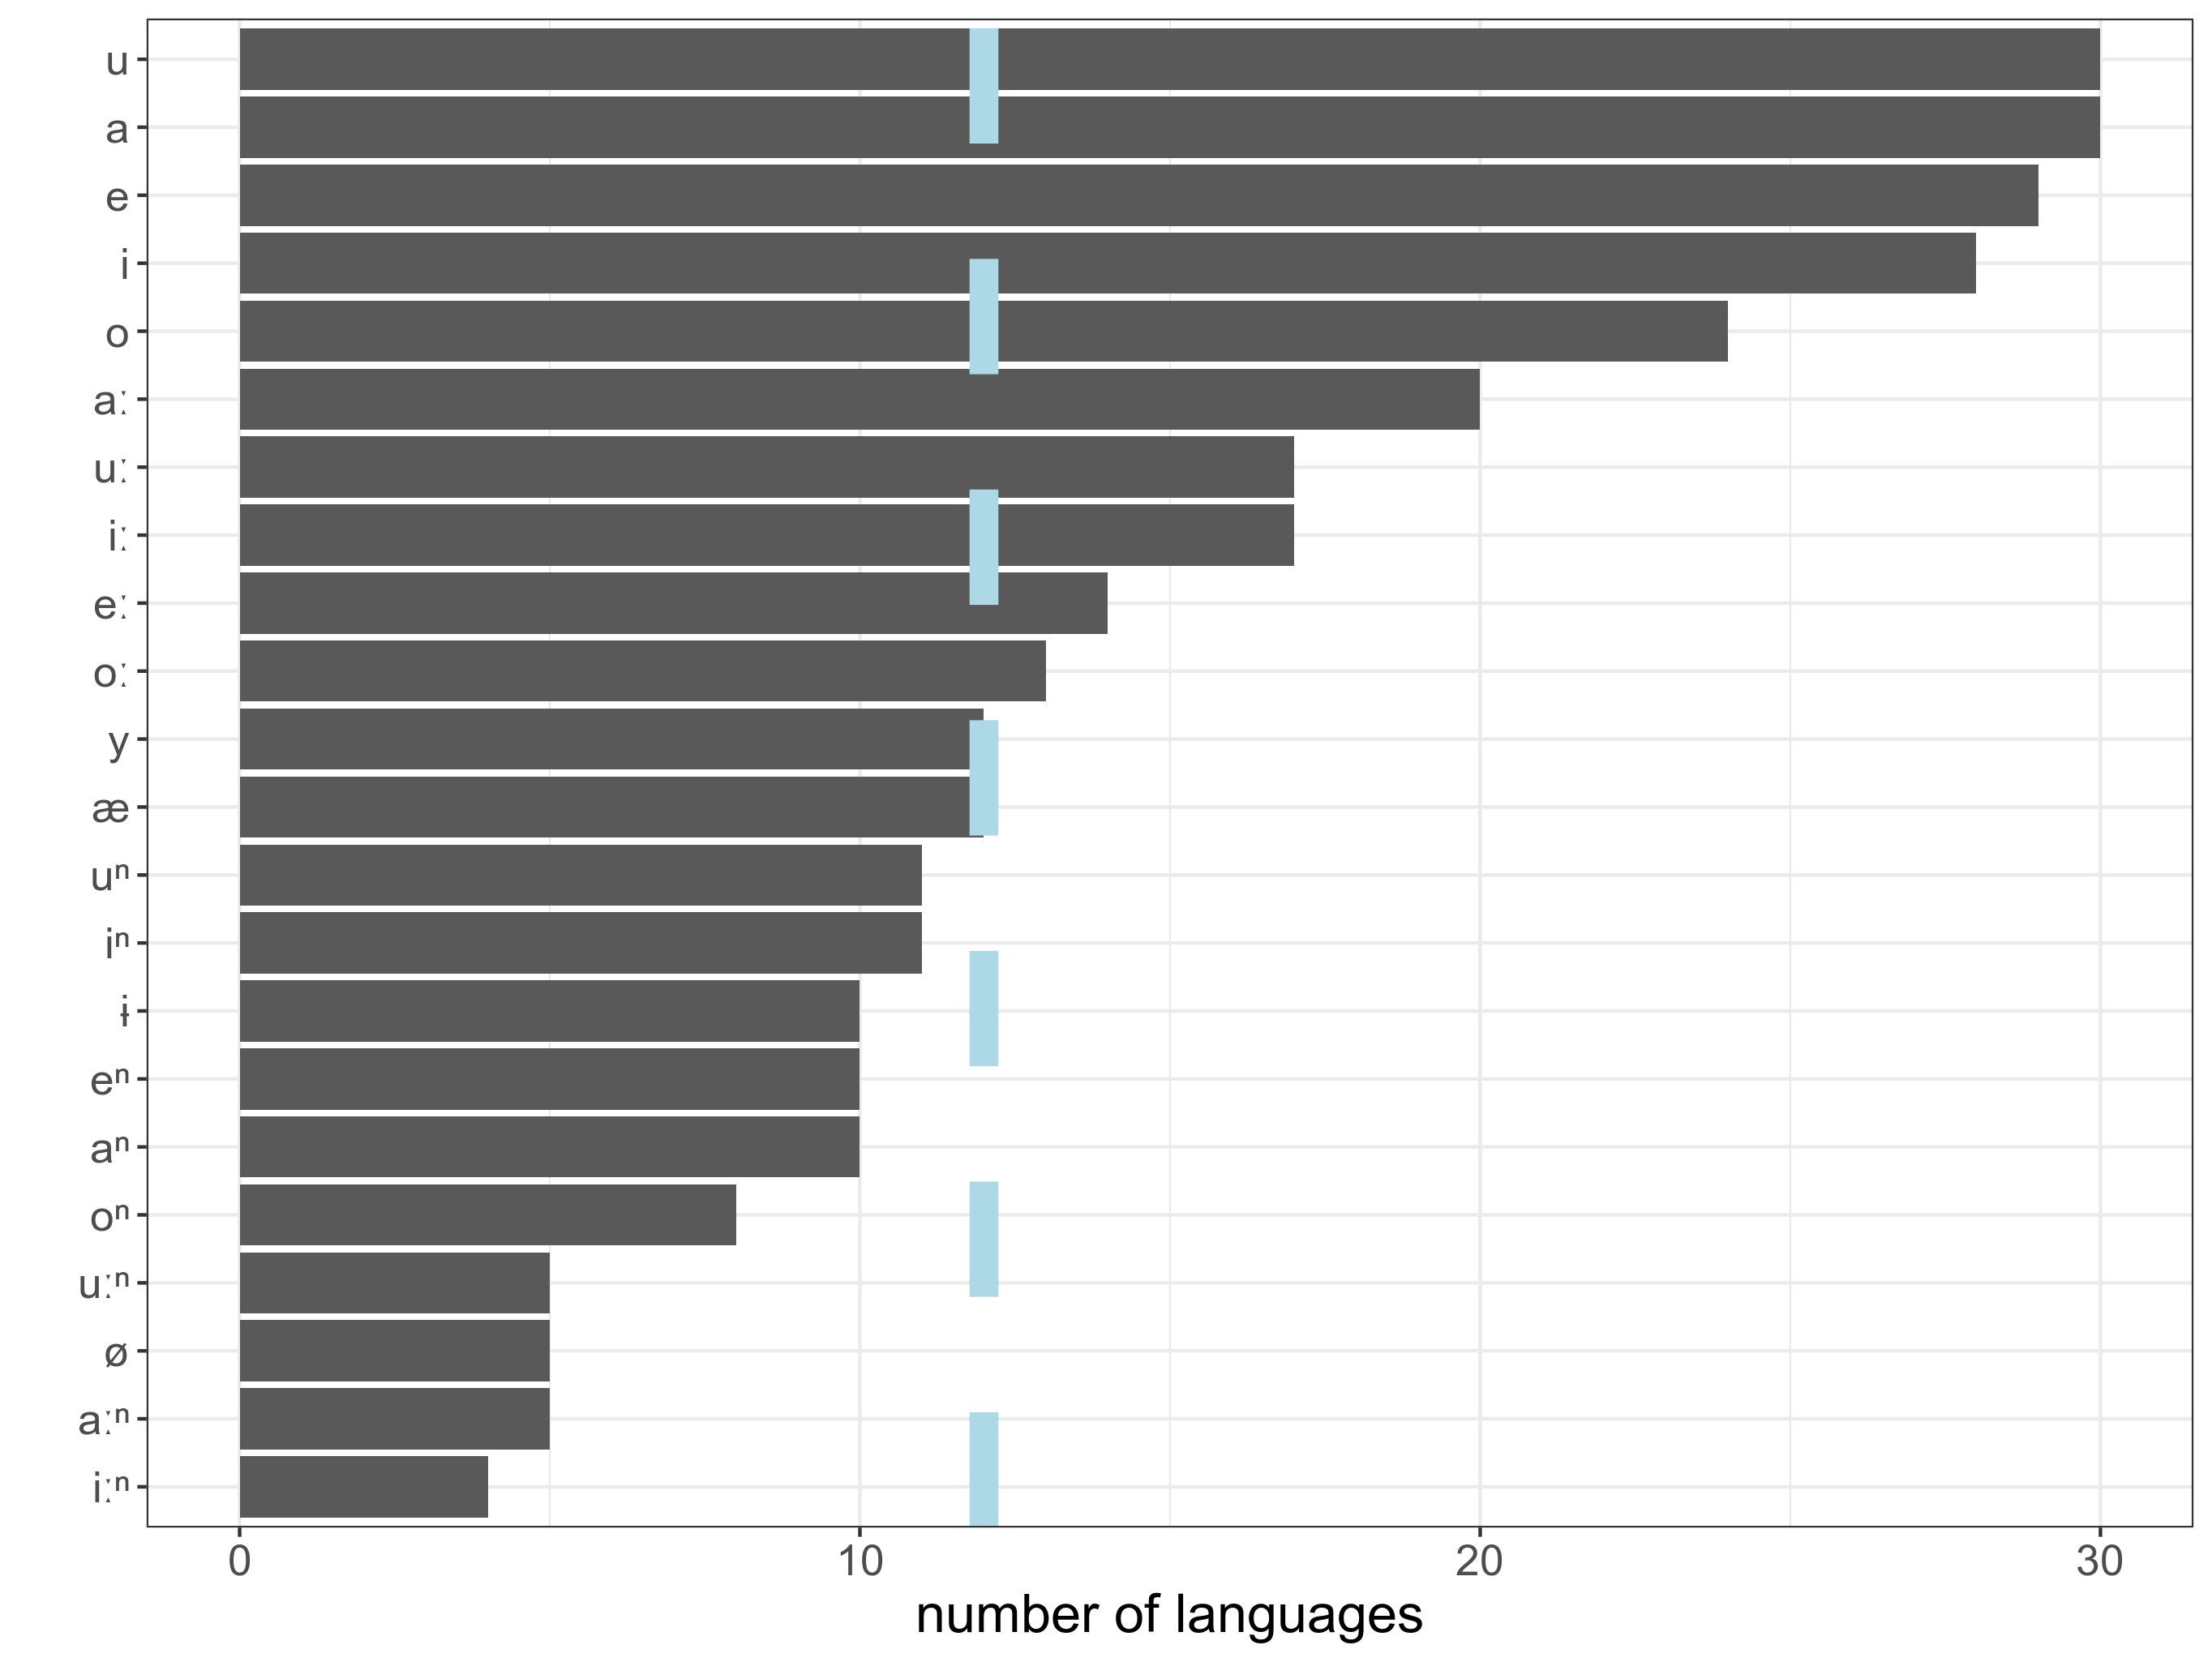 u
a
e
i
o
aː
uː
iː
eː
oː
y
æ
uⁿ
iⁿ
ɨ
eⁿ
aⁿ
oⁿ
uːⁿ
ø
aːⁿ
iːⁿ
0 10 20 30
number of languages